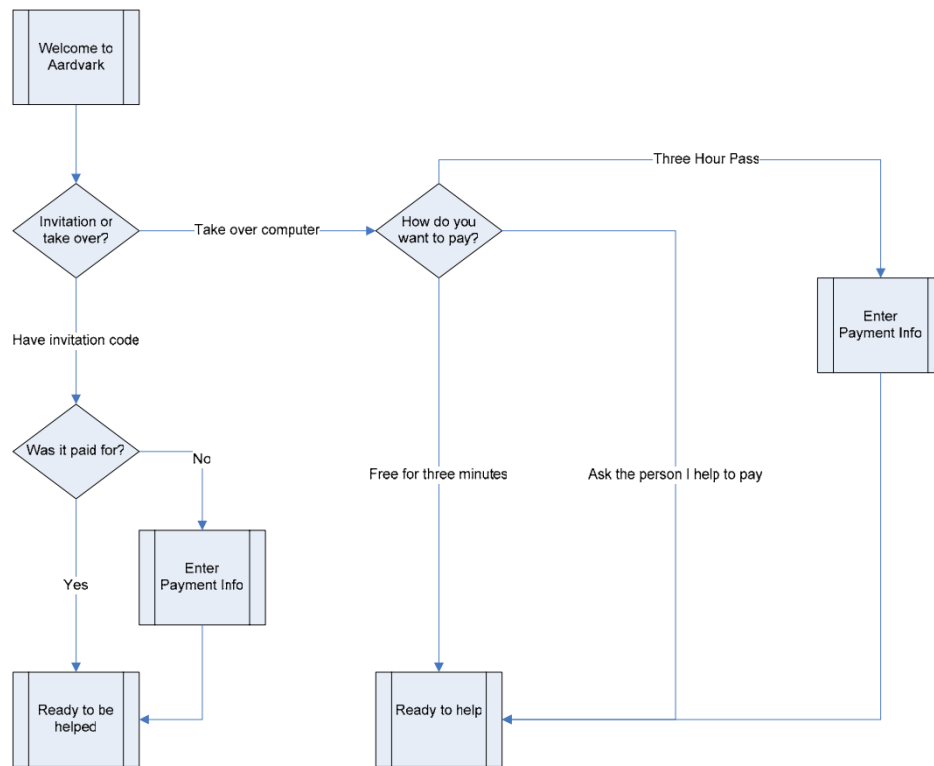 Welcome to
Aardvark
Three Hour Pass
Invitation or
take over?
Take over computer
How do you
want to pay?
Enter
Payment Info
Have invitation code
Was it paid for?
No
Free for three minutes
Ask the person I help to pay
Enter
Payment Info
Yes
Ready to be
helped
Ready to help